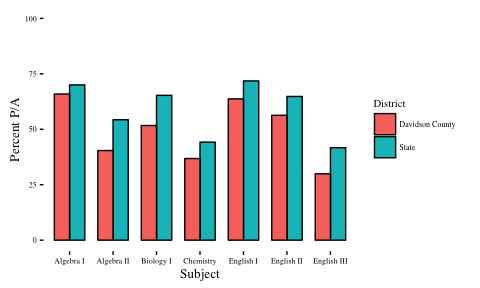 100
75
50
25
0
Percent P/A
Algebra I Algebra II Biology I Chemistry English I English II English III
Subject
District
Davidson County
State